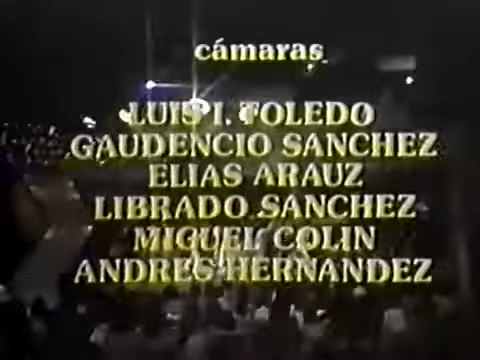 cámaras
LUIS I. TOLEDO
GAUDENCIO SANCHEZ
ELIAS ARAUZ
LIBRADO SANCHEZ
MIGUEL COLIN
ANDRES HERNANDEZ